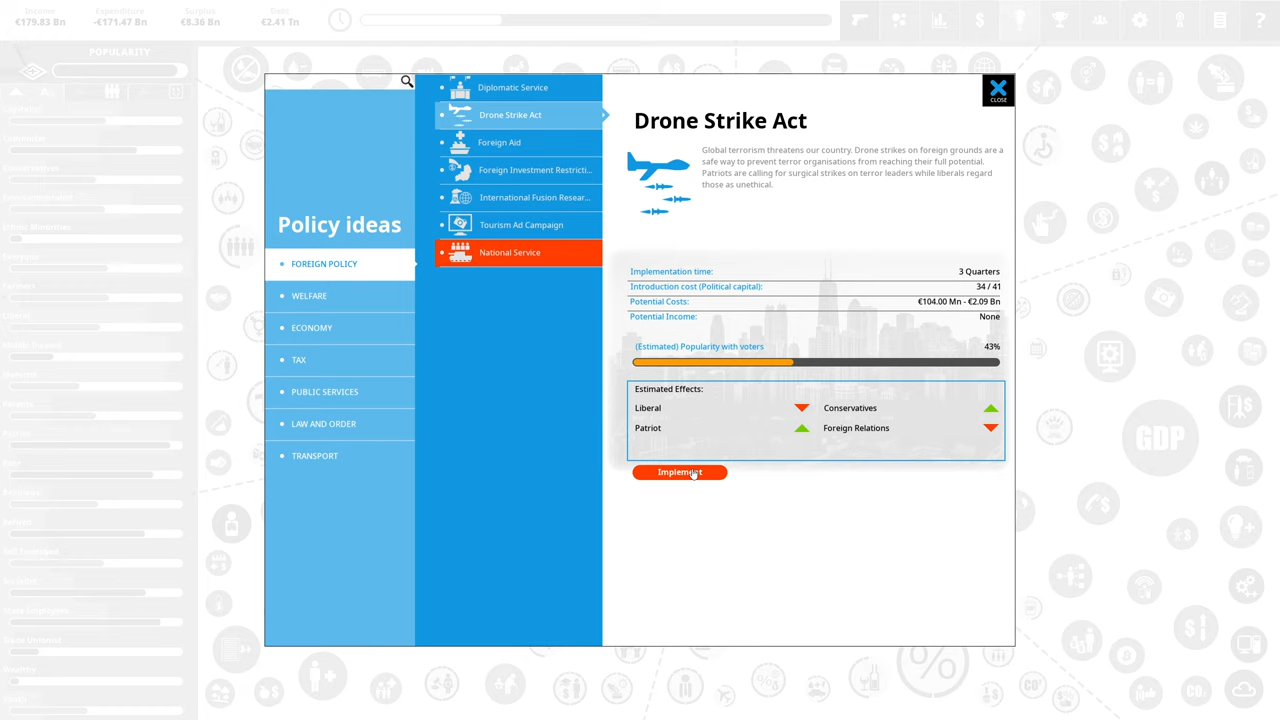 Income Expenditure Surplus Debt
€179.83 Bn -€171.47 Bn €8.36 Bn €2.41 Tn
POPULARITY
Policy ideas
FOREIGN POLICY
WELFARE
ECONOMY
TAX
PUBLIC SERVICES
LAW AND ORDER
TRANSPORT
Diplomatic Service
Drone Strike Act
Foreign Aid
Foreign Investment Restricti...
International Fusion Resear...
Tourism Ad Campaign
National Service
CLOSE
Drone Strike Act
Global terrorism threatens our country. Drone strikes on foreign grounds are a
safe way to prevent terror organisations from reaching their full potential.
Patriots are calling for surgical strikes on terror leaders while liberals regard
those as unethical.
Implementation time: 3 Quarters
Introduction cost (Political capital): 34 / 41
Potential Costs: €104.00 Mn - €2.09 Bn
Potential Income: None
(Estimated) Popularity with voters 43%
Estimated Effects:
Liberal Conservatives
Patriot Foreign Relations
Implement
GDP